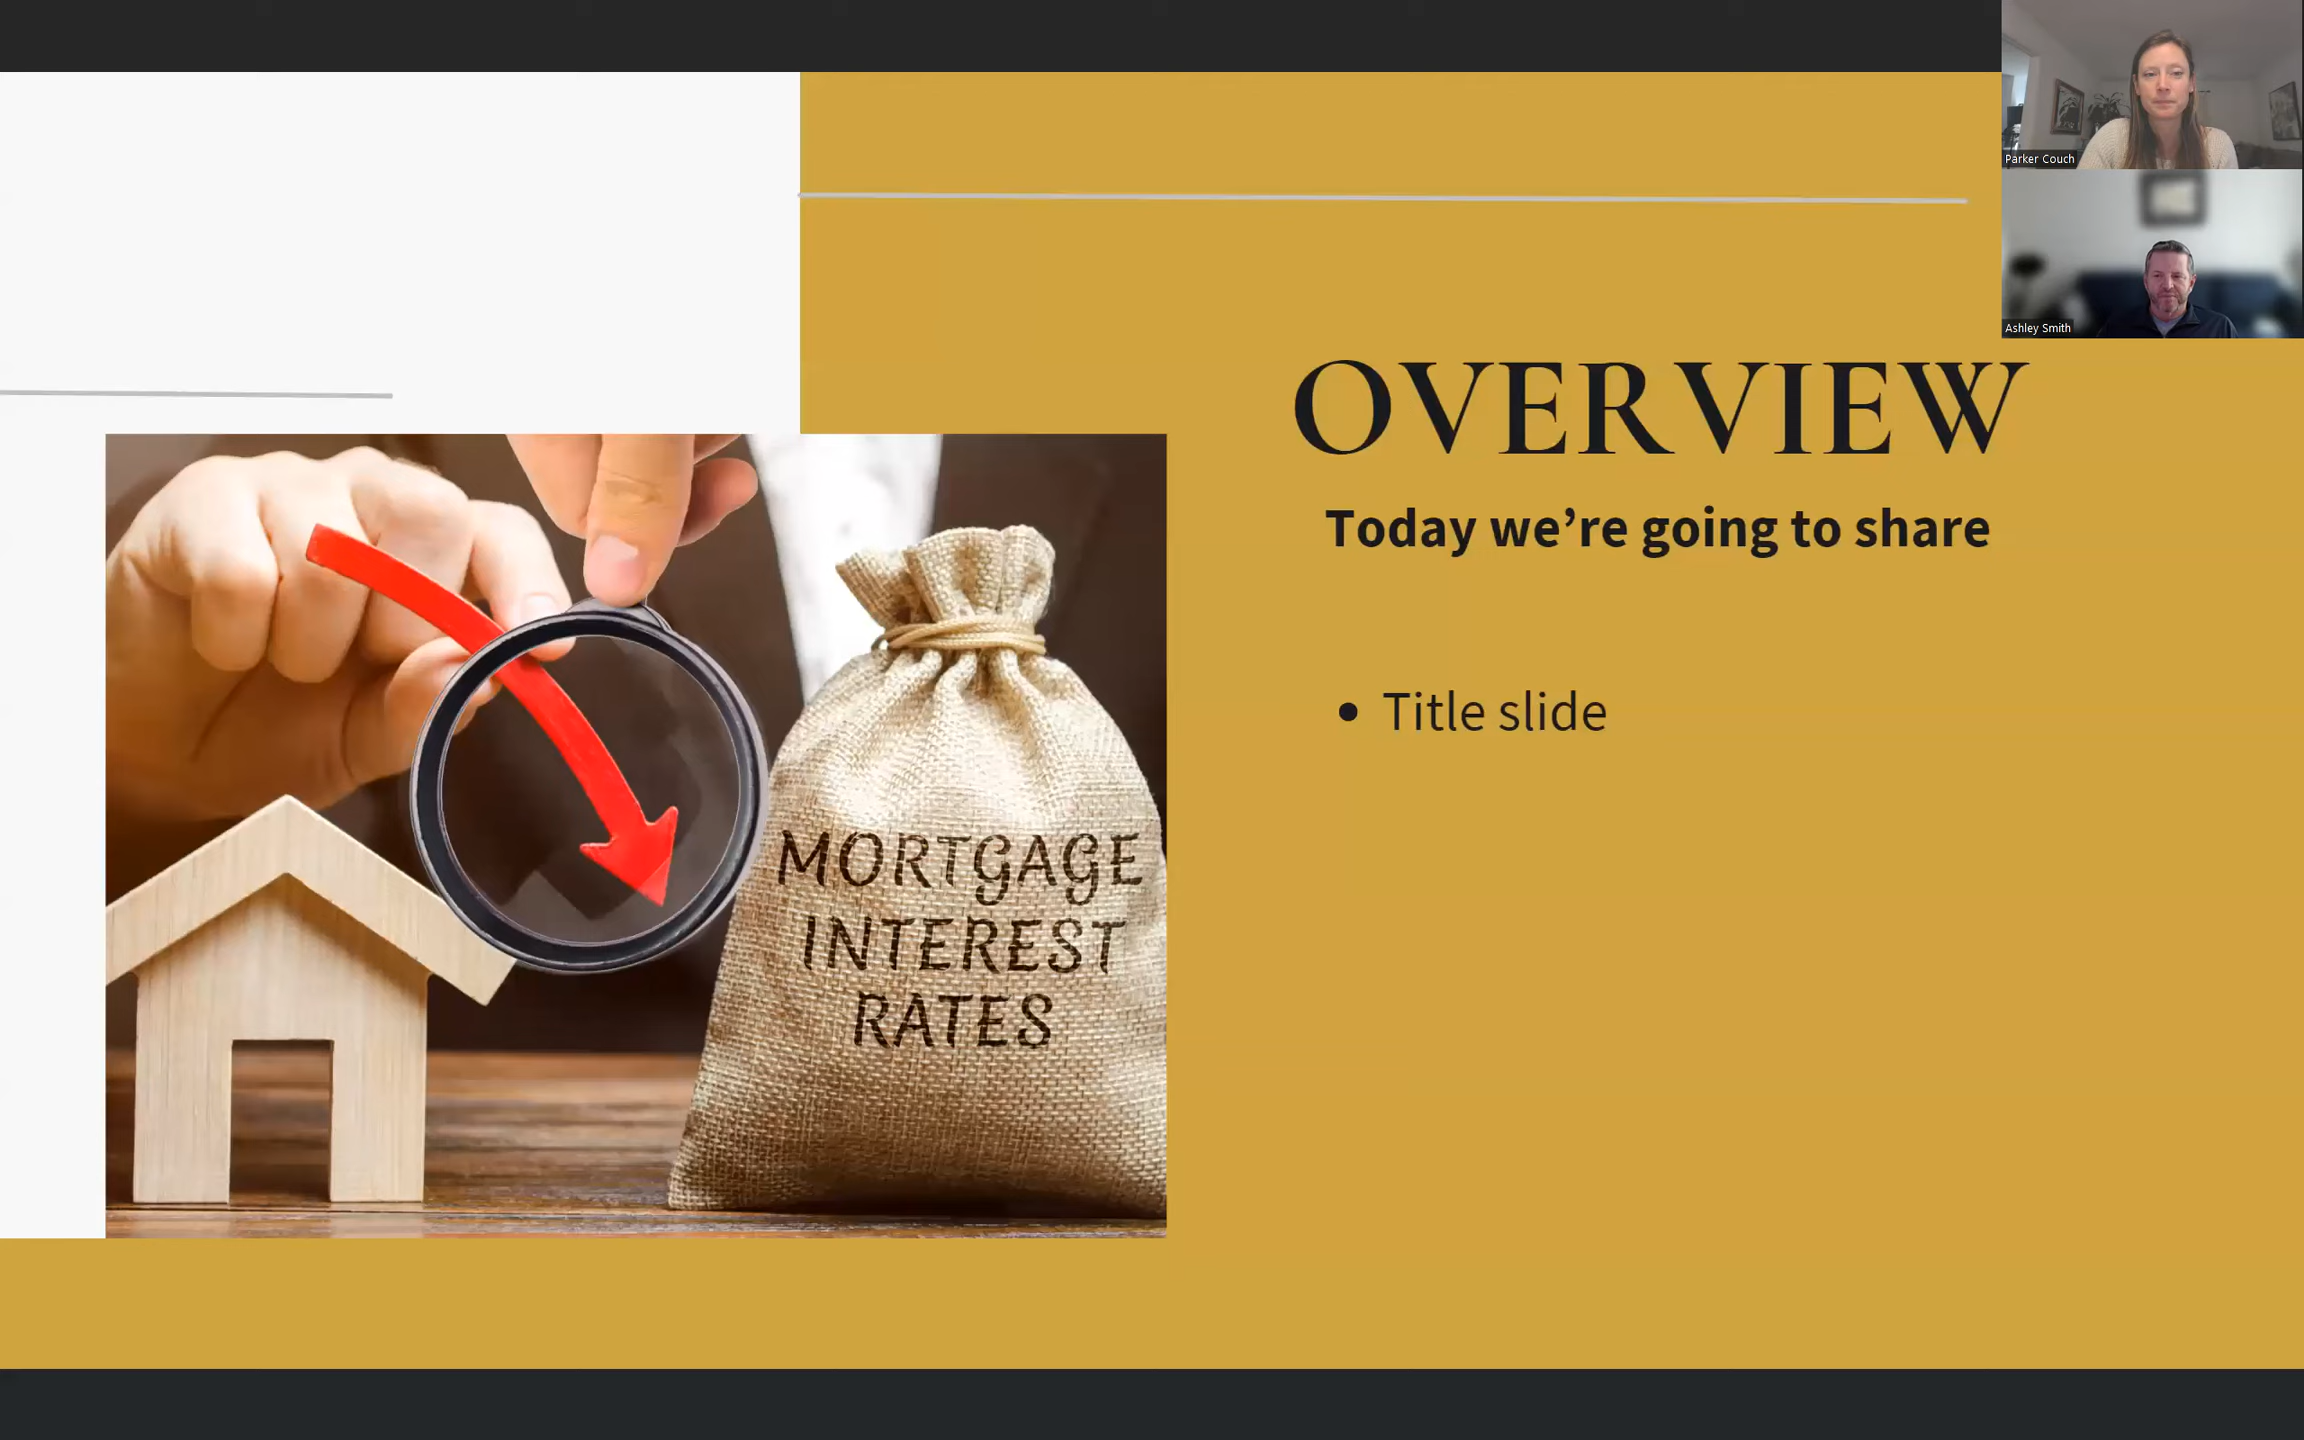 Parker Couch
Ashley Smith
OVERVIEW
Today we’re going to share
• Title slide
MORTGAGE
INTEREST
RATES